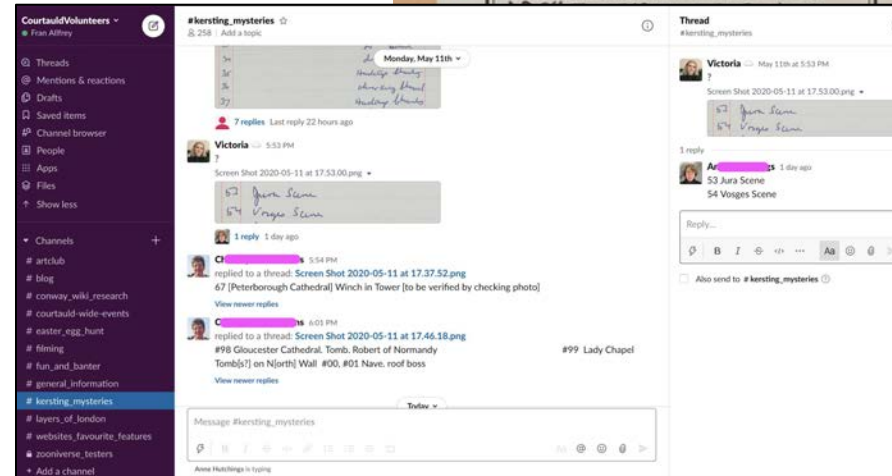 CourtauldVolunteers
Fran Allfrey
Threads
Mentions & reactions
Drafts
Saved items
Channel browser
People
Apps
Files
Show less
Channels
# artclub
# blog
# conway_wiki_research
# courtauld-wide-events
# easter_egg_hunt
# filming
# fun_and_banter
# general_information
# kersting_mysteries
# layers_of_london
# websites_favourite_features
zooniverse_testers
+ Add a channel
#kersting_mysteries
258 | Add a topic
Monday, May 11th
34
35
36
37
7 replies Last reply 22 hours ago
Victoria 5:53 PM
?
Screen Shot 2020-05-11 at 17.53.00.png
53 Jura Scene
54 Vosges Scene
1 reply 1 day ago
5:54 PM
replied to a thread: Screen Shot 2020-05-11 at 17.37.52.png
67 [Peterborough Cathedral] Winch in Tower [to be verified by checking photo]
View newer replies
6:01 PM
replied to a thread: Screen Shot 2020-05-11 at 17.46.18.png
#98 Gloucester Cathedral. Tomb. Robert of Normandy #99 Lady Chapel
Tomb[s?] on N[orth] Wall #00, #01 Nave. roof boss
View newer replies
Today
Message #kersting_mysteries
Anne Hutchings is typing
Thread
#kersting_mysteries
Victoria May 11th at 5:53 PM
?
Screen Shot 2020-05-11 at 17.53.00.png
53 Jura Scene
54 Vosges Scene
1 reply
1 day ago
53 Jura Scene
54 Vosges Scene
Reply...
Also send to #kersting_mysteries